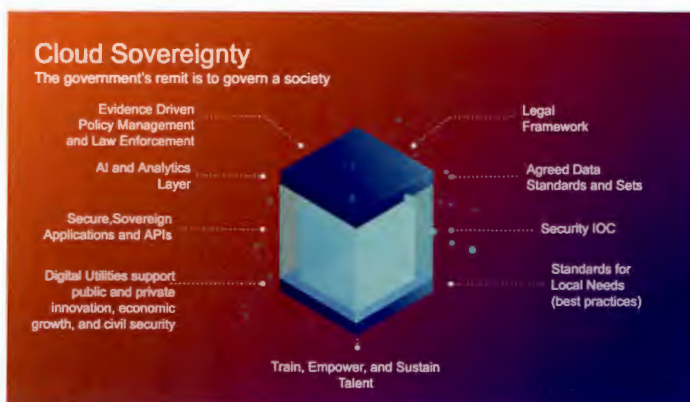 Cloud Sovereignty
The government's remit is to govern a society
Evidence Driven
Policy Management
and Law Enforcement
AI and Analytics
Layer
Secure,Sovereign
Applications and APIs
Digital Utilities support
public and private
innovation, economic
growth, and civil security
Legal
Framework
Agreed Data
Standards and Sets
Security IOC
Standards for
Local Needs
(best practices)
Train, Empower, and Sustain
Talent